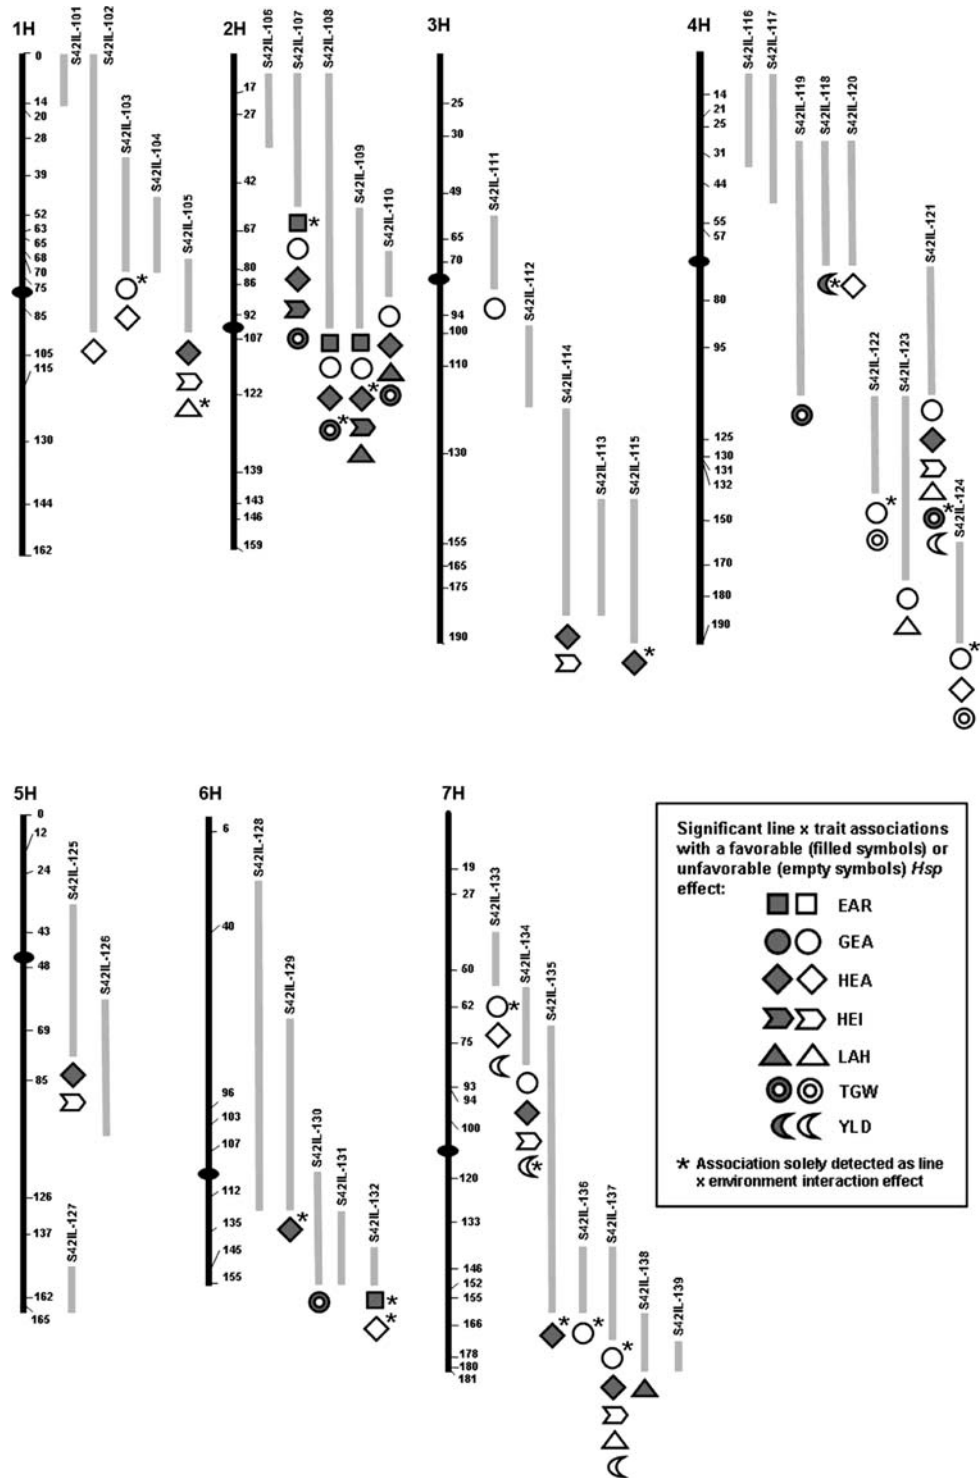 1H
S42IL-101
S42IL-102
S42IL-103
S42IL-104
S42IL-105
0
14
20
28
39
52
63
65
68
70
75
85
105
115
130
144
162
*
*
2H
S42IL-106
S42IL-107
S42IL-108
S42IL-109
S42IL-110
17
27
42
67
80
86
92
107
122
139
143
146
159
*
*
*
3H
S42IL-111
S42IL-112
S42IL-114
S42IL-113
S42IL-115
25
30
49
65
70
94
100
110
130
155
165
175
190
*
4H
S42IL-116
S42IL-117
S42IL-119
S42IL-118
S42IL-120
S42IL-121
S42IL-122
S42IL-123
S42IL-124
14
21
25
31
44
55
57
80
95
125
130
131
132
150
170
180
190
*
*
*
*
5H
S42IL-125
S42IL-126
S42IL-127
0
12
24
43
48
69
85
126
137
162
165
6H
S42IL-128
S42IL-129
S42IL-130
S42IL-131
S42IL-132
6
40
96
103
107
112
135
145
155
*
*
*
7H
S42IL-133
S42IL-134
S42IL-135
S42IL-136
S42IL-137
S42IL-138
S42IL-139
19
27
60
62
75
93
94
100
120
133
146
152
155
166
178
180
181
*
*
*
*
*
Significant line x trait associations
with a favorable (filled symbols) or
unfavorable (empty symbols) Hsp
effect:
EAR
GEA
HEA
HEI
LAH
TGW
YLD
* Association solely detected as line
x environment interaction effect